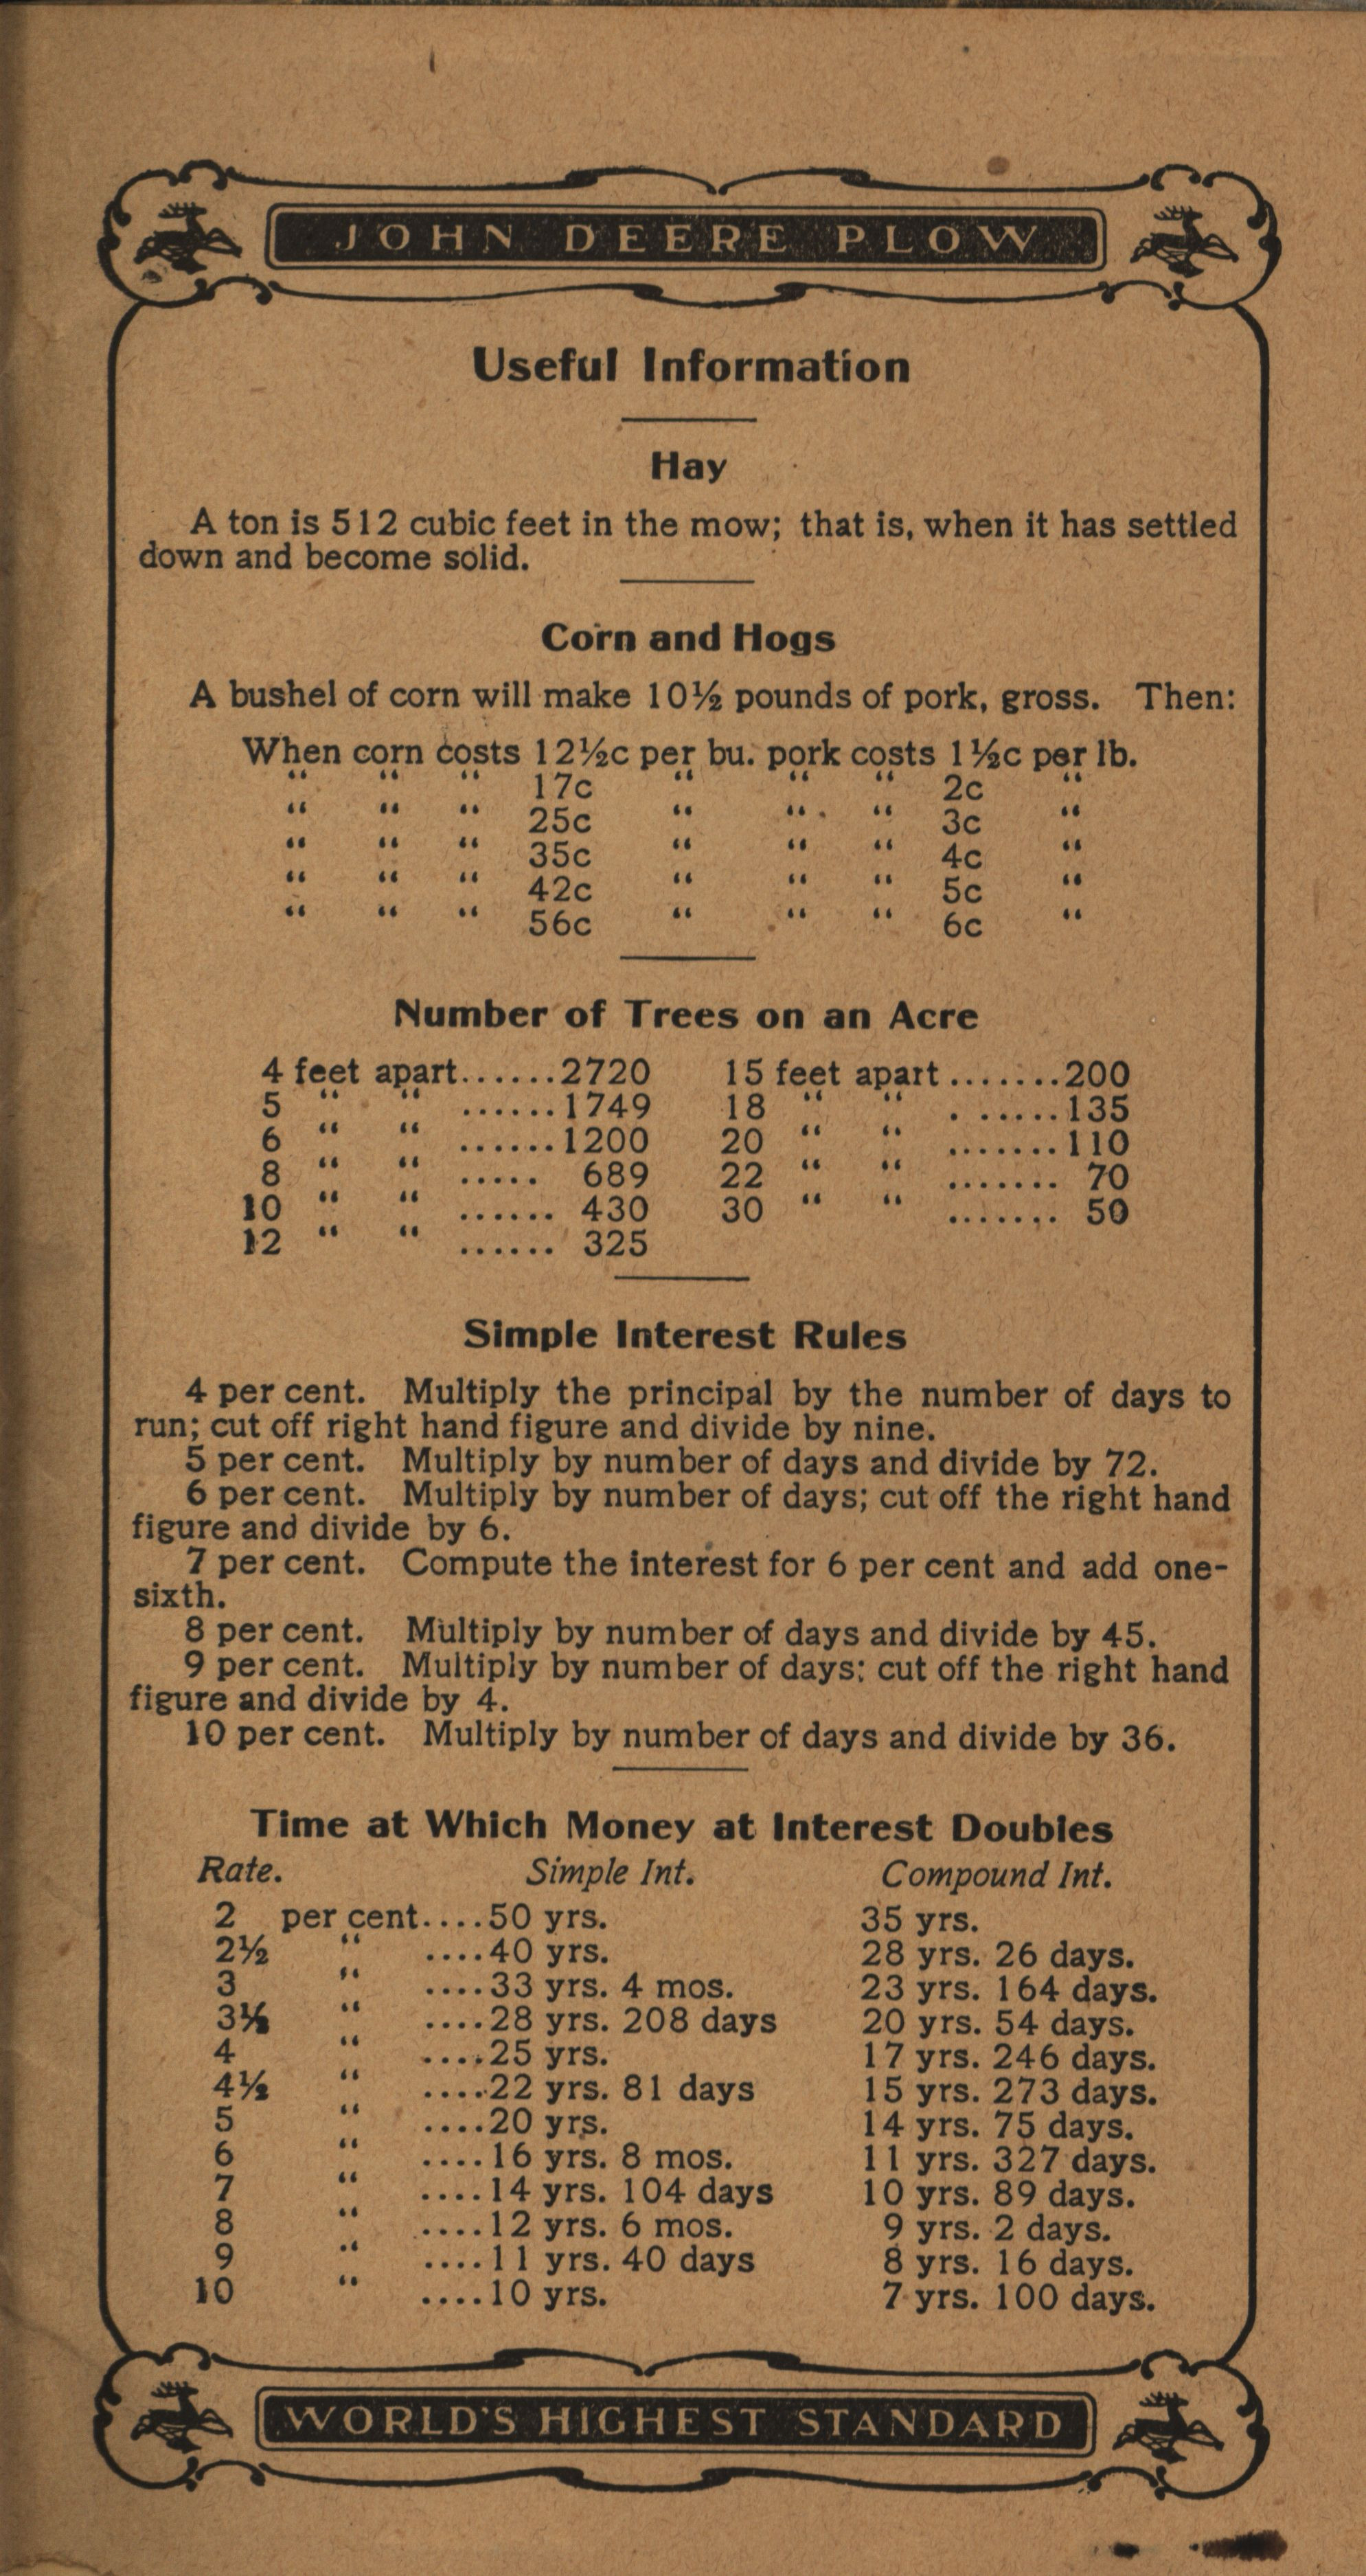 JOHN DEERE PLOW
Useful Information
Hay
A ton is 512 cubic feet in the mow; that is, when it has settled
down and become solid.
Corn and Hogs
A bushel of corn will make 10½ pounds of pork, gross. Then:
When corn costs 12½c per bu. pork costs 1½c per lb.
“ “ “ 17c “ “ “ 2c “
“ “ “ 25c “ “ “ 3c “
“ “ “ 35c “ “ “ 4c “
“ “ “ 42c “ “ “ 5c “
“ “ “ 56c “ “ “ 6c “
Number of Trees on an Acre
4 feet apart.......2720 15 feet apart.......200
5 “ “ ......1749 18 “ “ . ......135
6 “ “ ......1200 20 “ “ .......110
8 “ “ ..... 689 22 “ “ ....... 70
10 “ “ ...... 430 30 “ “ ....... 50
12 “ “ ...... 325
Simple Interest Rules
4 per cent. Multiply the principal by the number of days to
run; cut off right hand figure and divide by nine.
5 per cent. Multiply by number of days and divide by 72.
6 per cent. Multiply by number of days; cut off the right hand
figure and divide by 6.
7 per cent. Compute the interest for 6 per cent and add one-
sixth.
8 per cent. Multiply by number of days and divide by 45.
9 per cent. Multiply by number of days; cut off the right hand
figure and divide by 4.
10 per cent. Multiply by number of days and divide by 36.
Time at Which Money at Interest Doubles
Rate. Simple Int. Compound Int.
2 per cent....50 yrs. 35 yrs.
2½ “ ....40 yrs. 28 yrs. 26 days.
3 “ ....33 yrs. 4 mos. 23 yrs. 164 days.
3½ “ ....28 yrs. 208 days 20 yrs. 54 days.
4 “ ....25 yrs. 17 yrs. 246 days.
4½ “ ....22 yrs. 81 days 15 yrs. 273 days.
5 “ ....20 yrs. 14 yrs. 75 days.
6 “ ....16 yrs. 8 mos. 11 yrs. 327 days.
7 “ ....14 yrs. 104 days 10 yrs. 89 days.
8 “ ....12 yrs. 6 mos. 9 yrs. 2 days.
9 “ ....11 yrs. 40 days 8 yrs. 16 days.
10 “ ....10 yrs. 7 yrs. 100 days.
WORLD'S HIGHEST STANDARD